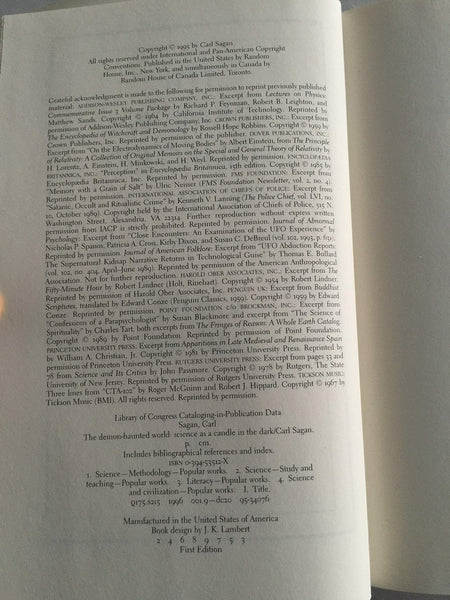 Copyright © 1995 by Carl Sagan
All rights reserved under International and Pan-American Copyright
Conventions. Published in the United States by Random
House, Inc., New York, and simultaneously in Canada by
Random House of Canada Limited, Toronto.
Grateful acknowledgment is made to the following for permission to reprint previously published
material: ADDISON-WESLEY PUBLISHING COMPANY, INC.: Excerpt from Lectures on Physics,
Commemorative Issue 3 Volume Package by Richard P. Feynman, Robert B. Leighton, and
Matthew Sands. Copyright © 1964 by California Institute of Technology. Reprinted by
permission of Addison-Wesley Publishing Company, Inc. CROWN PUBLISHERS, INC.: Excerpt from
The Encyclopedia of Witchcraft and Demonology by Russell Hope Robbins. Copyright © 1959 by
Crown Publishers, Inc. Reprinted by permission of the publisher. DOVER PUBLICATIONS, INC.:
Excerpt from "On the Electrodynamics of Moving Bodies" by Albert Einstein, from The Principle
of Relativity: A Collection of Original Memoirs on the Special and General Theory of Relativity by
H. Lorentz, A. Einstein, H. Minkowski, and H. Weyl. Reprinted by permission. ENCYCLOPÆDIA
BRITANNICA, INC.: "Perception" in Encyclopædia Britannica, 15th edition. Copyright © 1985 by
Encyclopædia Britannica, Inc. Reprinted by permission. FMS FOUNDATION: Excerpt from
"Memory with a Grain of Salt" by Ulric Neisser (FMS Foundation Newsletter, vol. 2, no. 4).
Reprinted by permission. INTERNATIONAL ASSOCIATION OF CHIEFS OF POLICE: Excerpt from
"Satanic, Occult and Ritualistic Crime" by Kenneth V. Lanning (The Police Chief, vol. LVI, no.
10, October 1989). Copyright held by the International Association of Chiefs of Police, 515 N.
Washington Street, Alexandria, VA 22314. Further reproduction without express written
permission from IACP is strictly prohibited. Reprinted by permission. Journal of Abnormal
Psychology: Excerpt from "Close Encounters: An Examination of the UFO Experience" by
Nicholas P. Spanos, Patricia A. Cross, Kirby Dixon, and Susan C. DeBreuil (vol. 102, 1993, p. 631).
Reprinted by permission. Journal of American Folklore: Excerpt from "UFO Abduction Reports:
The Supernatural Kidnap Narrative Returns in Technological Guise" by Thomas E. Bullard
(vol. 102, no. 404, April–June 1989). Reprinted by permission of the American Anthropological
Association. Not for further reproduction. HAROLD OBER ASSOCIATES, INC.: Excerpt from The
Fifty-Minute Hour by Robert Lindner (Holt, Rinehart). Copyright © 1954 by Robert Lindner.
Reprinted by permission of Harold Ober Associates, Inc. PENGUIN UK: Excerpt from Buddhist
Scriptures, translated by Edward Conze (Penguin Classics, 1959). Copyright © 1959 by Edward
Conze. Reprinted by permission. POINT FOUNDATION C/O BROCKMAN, INC.: Excerpt from
"Confessions of a Parapsychologist" by Susan Blackmore and excerpt from "The Science of
Spirituality" by Charles Tart, both excerpts from The Fringes of Reason: A Whole Earth Catalog.
Copyright © 1989 by Point Foundation. Reprinted by permission of Point Foundation.
PRINCETON UNIVERSITY PRESS: Excerpt from Apparitions in Late Medieval and Renaissance Spain
by William A. Christian, Jr. Copyright © 1981 by Princeton University Press. Reprinted by
permission of Princeton University Press. RUTGERS UNIVERSITY PRESS: Excerpts from pages 53 and
78 from Science and Its Critics by John Passmore. Copyright © 1978 by Rutgers, The State
University of New Jersey. Reprinted by permission of Rutgers University Press. TICKSON MUSIC:
Three lines from "CTA-102" by Roger McGuinn and Robert J. Hippard. Copyright © 1967 by
Tickson Music (BMI). All rights reserved. Reprinted by permission.
Library of Congress Cataloging-in-Publication Data
Sagan, Carl
The demon-haunted world: science as a candle in the dark/Carl Sagan.
p. cm.
Includes bibliographical references and index.
ISBN 0-394-53512-X
1. Science—Methodology—Popular works. 2. Science—Study and
teaching—Popular works. 3. Literacy—Popular works. 4. Science
and civilization—Popular works. I. Title.
Q175.S215 1996 001.9—dc20 95-34076
Manufactured in the United States of America
Book design by J. K. Lambert
2 4 6 8 9 7 5 3
First Edition